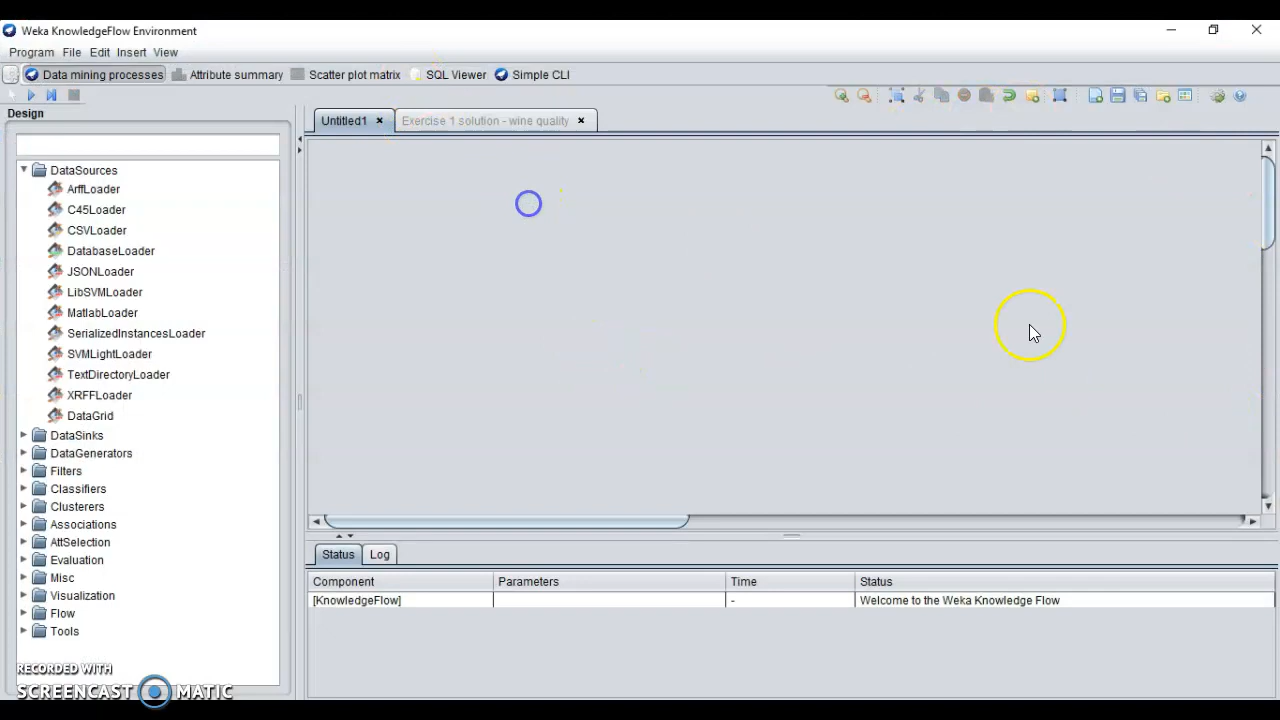 Weka KnowledgeFlow Environment
Program File Edit Insert View
Data mining processes Attribute summary Scatter plot matrix SQL Viewer Simple CLI
Design
Untitled1 Exercise 1 solution - wine quality
DataSources
ArffLoader
C45Loader
CSVLoader
DatabaseLoader
JSONLoader
LibSVMLoader
MatlabLoader
SerializedInstancesLoader
SVMLightLoader
TextDirectoryLoader
XRFFLoader
DataGrid
DataSinks
DataGenerators
Filters
Classifiers
Clusterers
Associations
AttSelection
Evaluation
Misc
Visualization
Flow
Tools
Status Log
Component Parameters Time Status
[KnowledgeFlow] - Welcome to the Weka Knowledge Flow
RECORDED WITH
SCREENCAST MATIC